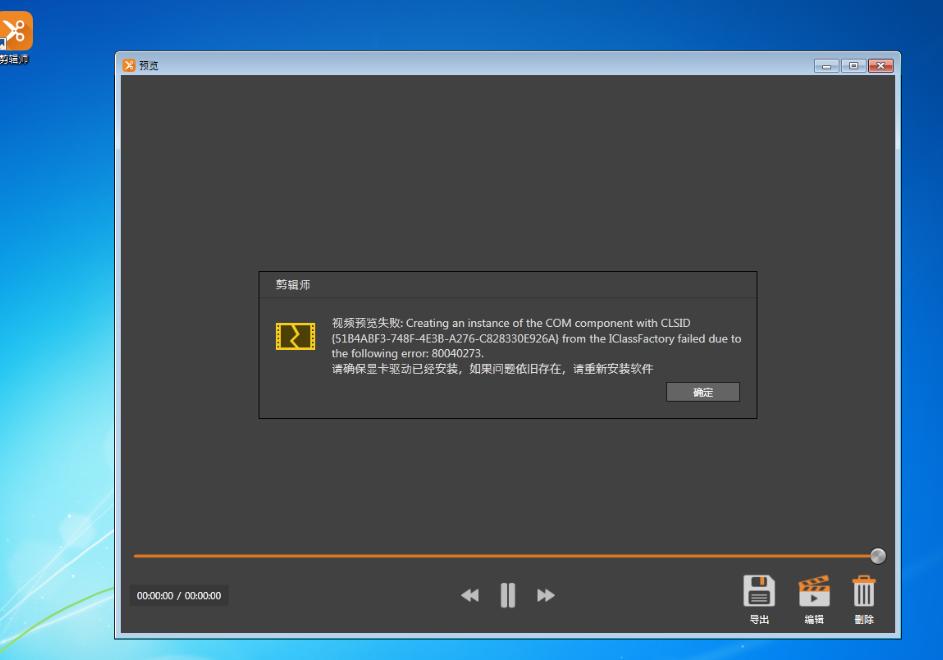 剪辑师
预览
剪辑师
视频预览失败: Creating an instance of the COM component with CLSID
{51B4ABF3-748F-4E3B-A276-C828330E926A} from the IClassFactory failed due to
the following error: 80040273.
请确保显卡驱动已经安装，如果问题依旧存在，请重新安装软件
确定
00:00:00 / 00:00:00
导出
编辑
删除